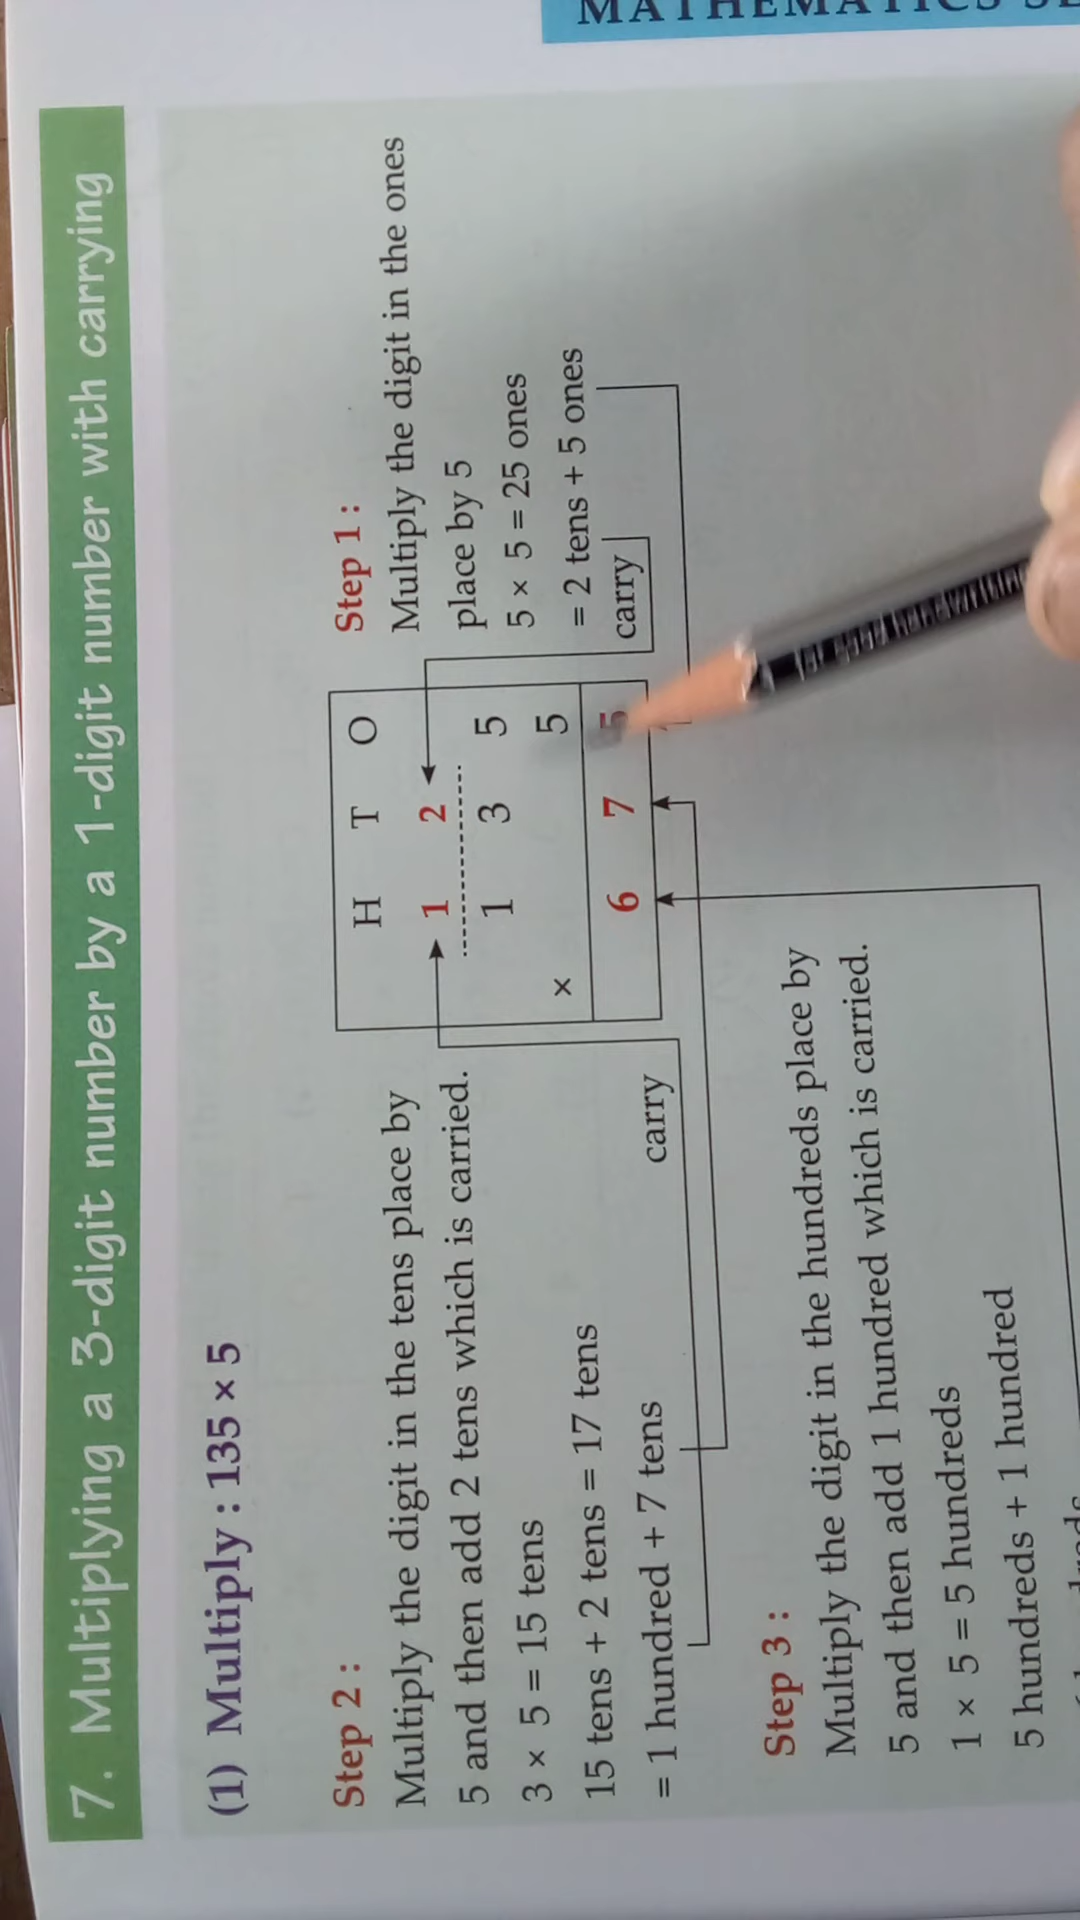 MATHEMATICS
7. Multiplying a 3-digit number by a 1-digit number with carrying
(1) Multiply : 135 × 5
Step 2 :
Multiply the digit in the tens place by
5 and then add 2 tens which is carried.
3 × 5 = 15 tens
15 tens + 2 tens = 17 tens
= 1 hundred + 7 tens
carry
H T O
1 2
1 3 5
× 5
6 7 5
Step 1 :
Multiply the digit in the ones
place by 5
5 × 5 = 25 ones
= 2 tens + 5 ones
carry
Step 3 :
Multiply the digit in the hundreds place by
5 and then add 1 hundred which is carried.
1 × 5 = 5 hundreds
5 hundreds + 1 hundred